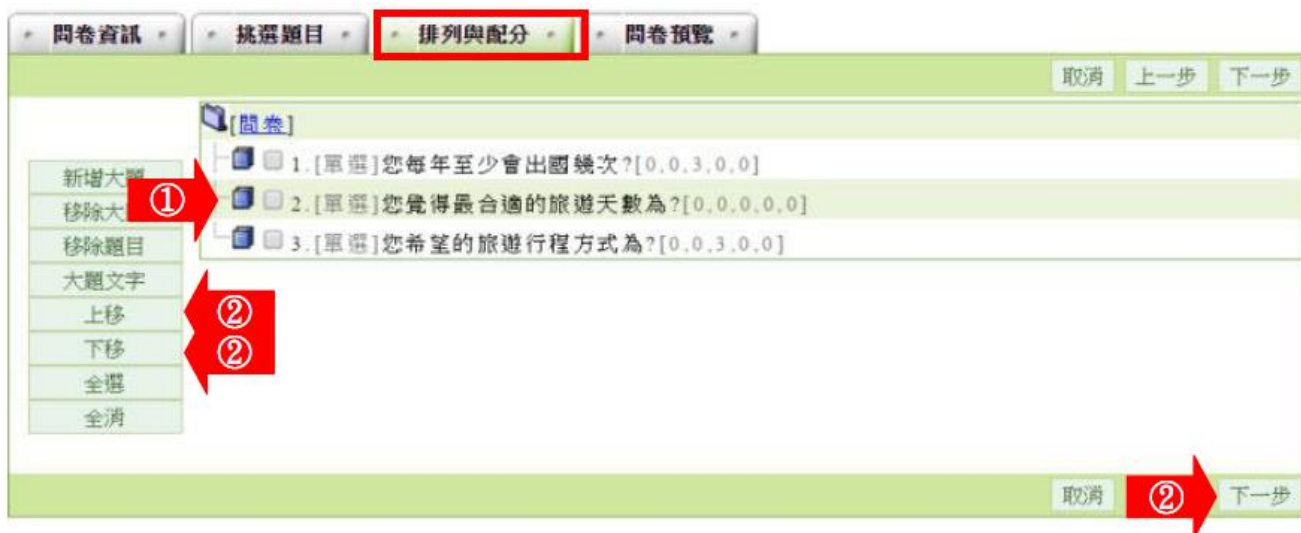 問卷資訊 挑選題目 排列與配分 問卷預覽
取消 上一步 下一步
[問卷]
1.[單選]您每年至少會出國幾次?[0,0,3,0,0]
2.[單選]您覺得最合適的旅遊天數為?[0,0,0,0,0]
3.[單選]您希望的旅遊行程方式為?[0,0,3,0,0]
新增大題
①
移除大
移除題目
大題文字
上移 ②
下移 ②
全選
全消
取消 ② 下一步